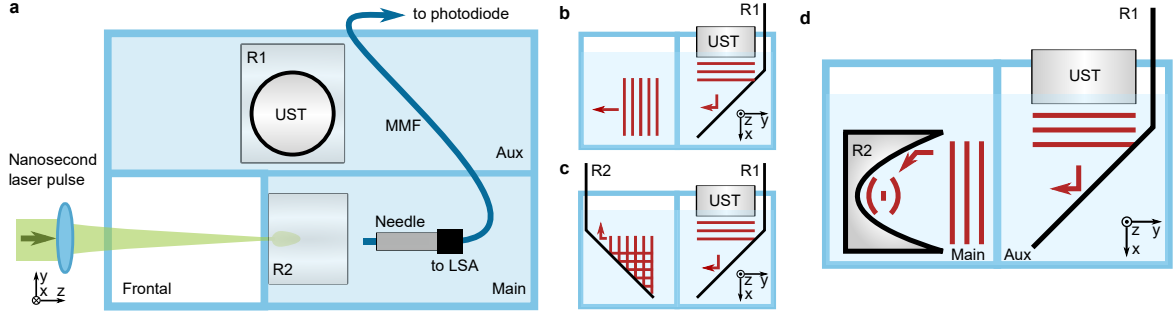 a
to photodiode
R1
UST
MMF
Aux
Nanosecond
laser pulse
Needle
to LSA
R2
Frontal
Main
y
x
z
b
R1
UST
z
y
x
c
R2
R1
UST
z
y
x
d
R1
UST
R2
Main
Aux
z
y
x